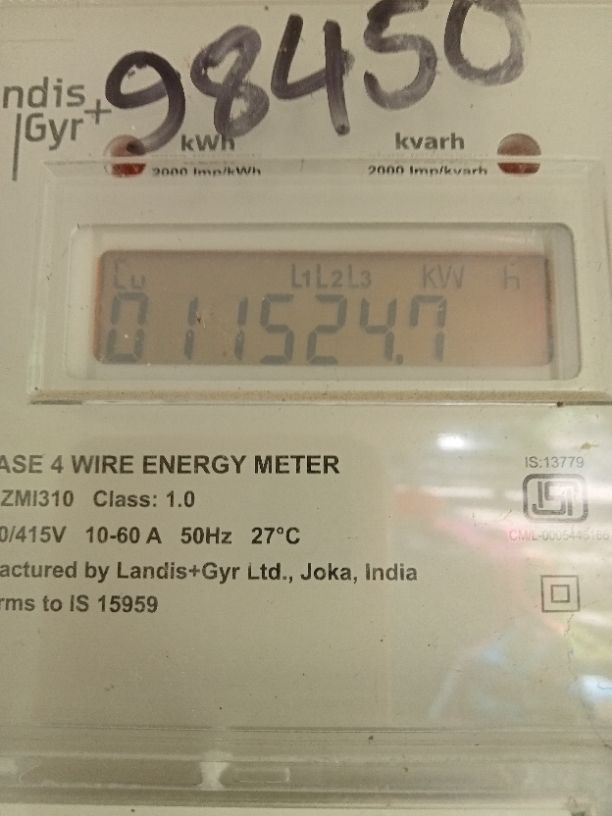 98450
ndis
Gyr+
kWh kvarh
2000 Imp/kWh 2000 Imp/kvarh
Cu L1L2L3 KW h
011524.7
ASE 4 WIRE ENERGY METER
ZMI310 Class: 1.0
0/415V 10-60 A 50Hz 27°C
actured by Landis+Gyr Ltd., Joka, India
rms to IS 15959
IS:13779
ISI